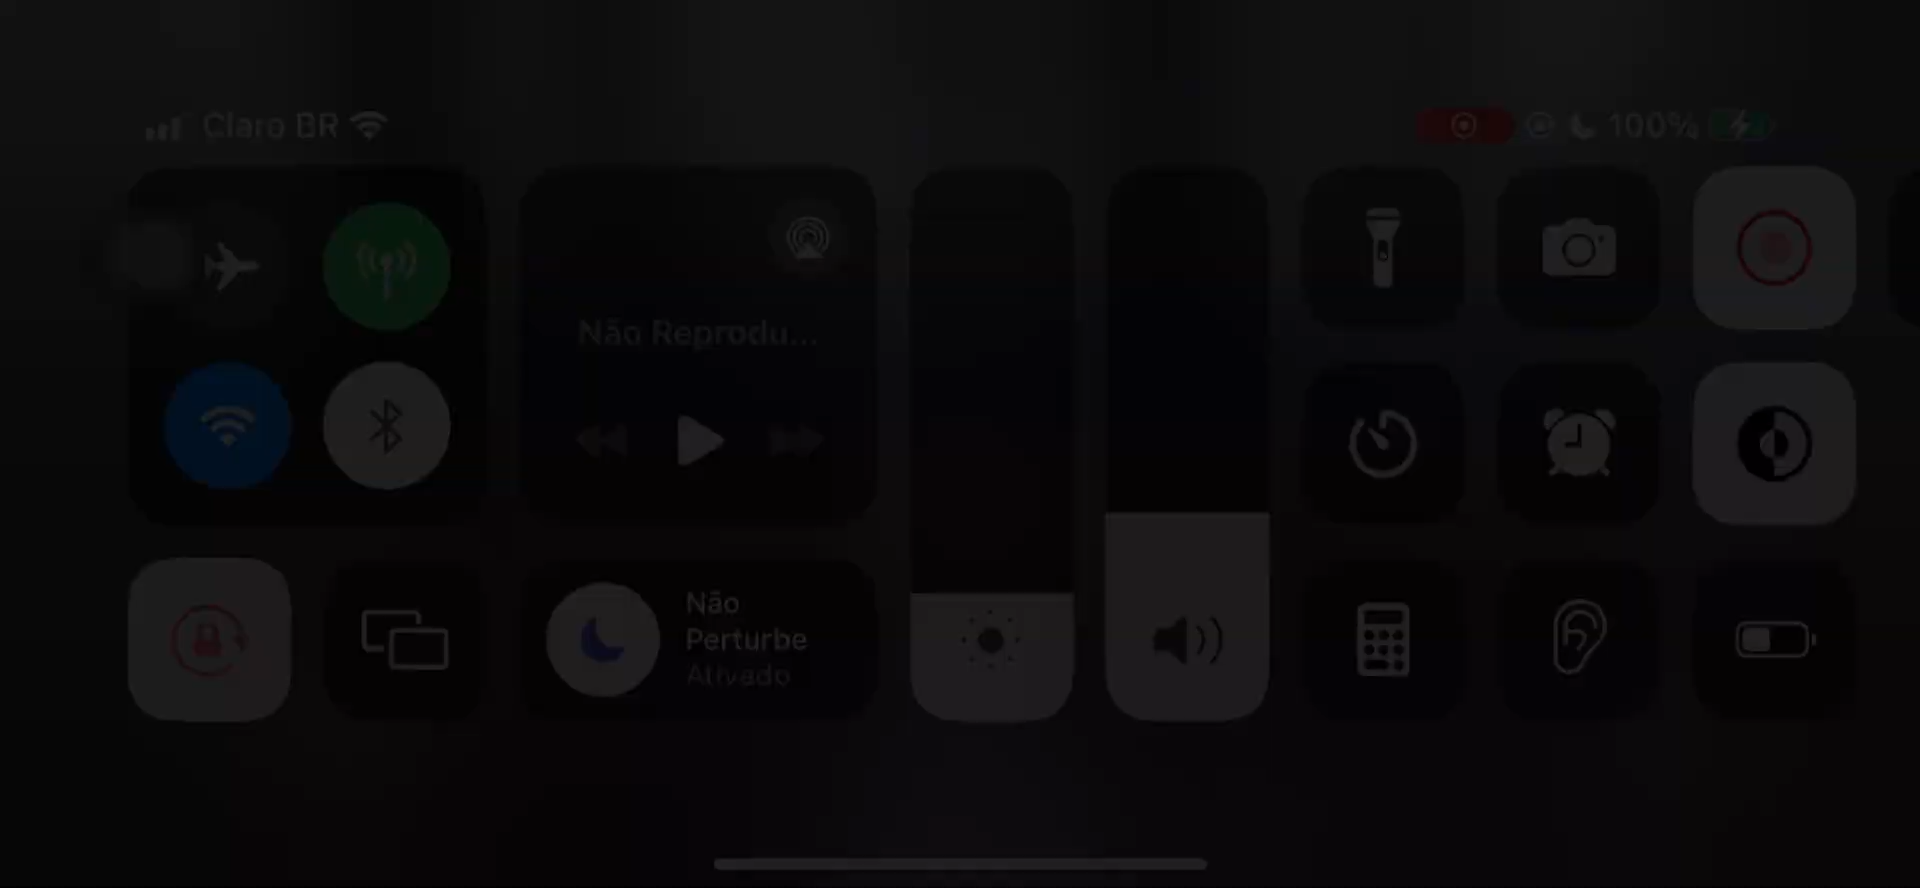 Claro BR
100%
Não Reprodu...
Não
Perturbe
Ativado